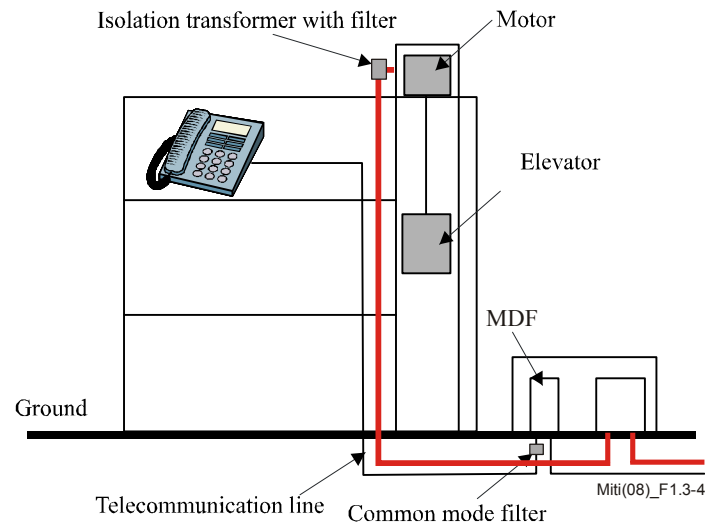 Isolation transformer with filter
Motor
Elevator
MDF
Ground
Miti(08)_F1.3-4
Telecommunication line
Common mode filter